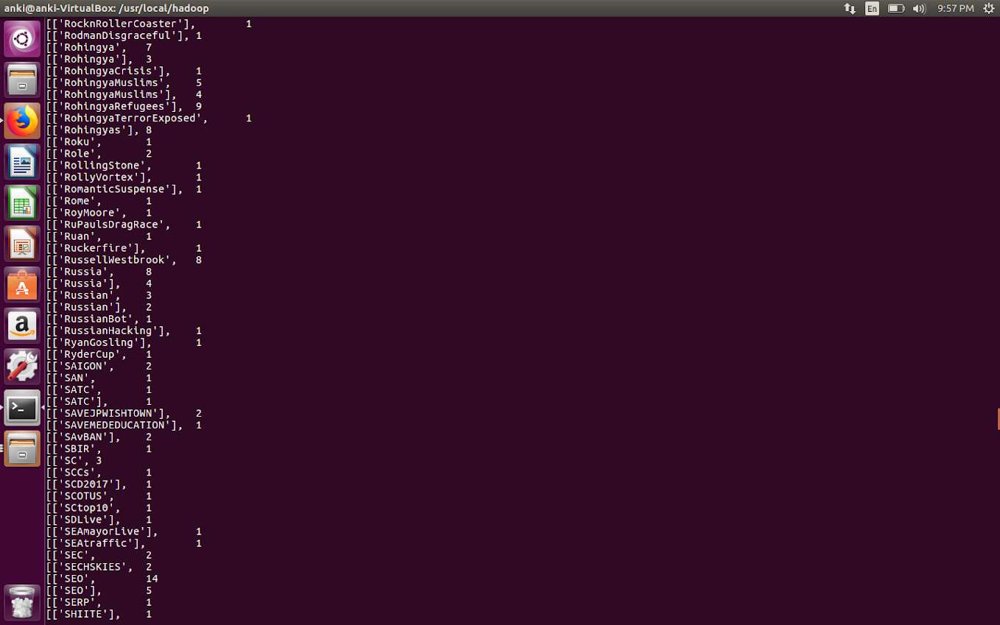 anki@anki-VirtualBox: /usr/local/hadoop En 9:57 PM
[['RocknRollerCoaster'], 1
[['RodmanDisgraceful'], 1
[['Rohingya', 7
[['Rohingya'], 3
[['RohingyaCrisis'], 1
[['RohingyaMuslims', 5
[['RohingyaMuslims'], 4
[['RohingyaRefugees'], 9
[['RohingyaTerrorExposed', 1
[['Rohingyas'], 8
[['Roku', 1
[['Role', 2
[['RollingStone', 1
[['RollyVortex'], 1
[['RomanticSuspense'], 1
[['Rome', 1
[['RoyMoore', 1
[['RuPaulsDragRace', 1
[['Ruan', 1
[['Ruckerfire'], 1
[['RussellWestbrook', 8
[['Russia', 8
[['Russia'], 4
[['Russian', 3
[['Russian'], 2
[['RussianBot', 1
[['RussianHacking'], 1
[['RyanGosling'], 1
[['RyderCup', 1
[['SAIGON', 2
[['SAN', 1
[['SATC', 1
[['SATC'], 1
[['SAVEJPWISHTOWN'], 2
[['SAVEMEDEDUCATION'], 1
[['SAvBAN'], 2
[['SBIR', 1
[['SC', 3
[['SCCs', 1
[['SCD2017'], 1
[['SCOTUS', 1
[['SCtop10', 1
[['SDLive'], 1
[['SEAmayorLive'], 1
[['SEAtraffic'], 1
[['SEC', 2
[['SECHSKIES', 2
[['SEO', 14
[['SEO'], 5
[['SERP', 1
[['SHIITE'], 1